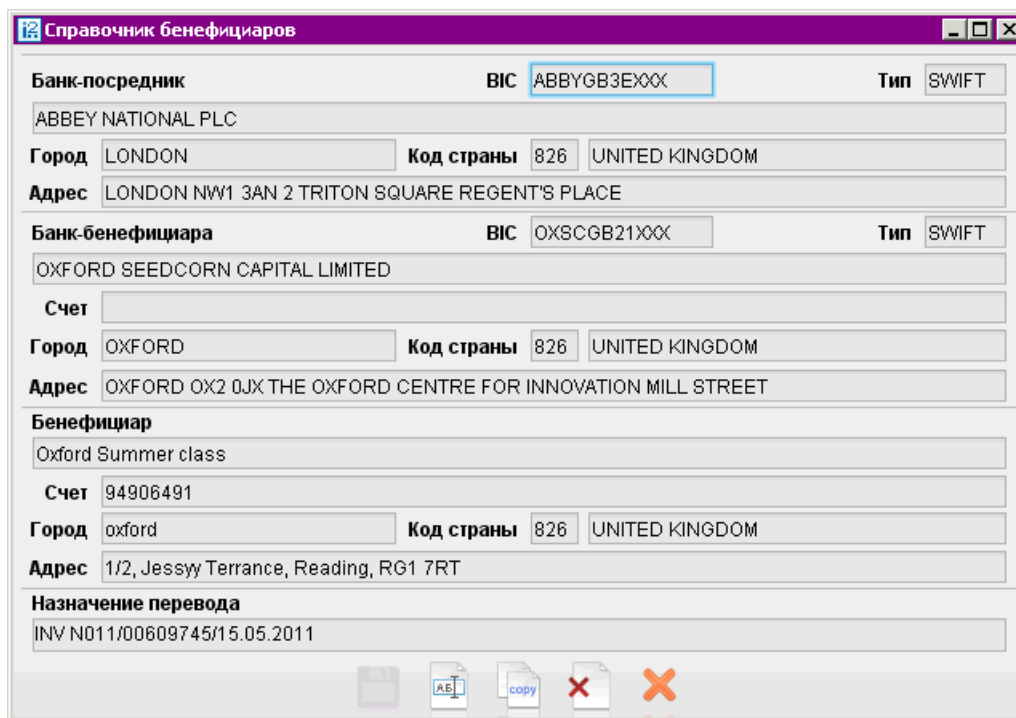 i2 Справочник бенефициаров
Банк-посредник BIC ABBYGB3EXXX Тип SWIFT
ABBEY NATIONAL PLC
Город LONDON Код страны 826 UNITED KINGDOM
Адрес LONDON NW1 3AN 2 TRITON SQUARE REGENT'S PLACE
Банк-бенефициара BIC OXSCGB21XXX Тип SWIFT
OXFORD SEEDCORN CAPITAL LIMITED
Счет
Город OXFORD Код страны 826 UNITED KINGDOM
Адрес OXFORD OX2 0JX THE OXFORD CENTRE FOR INNOVATION MILL STREET
Бенефициар
Oxford Summer class
Счет 94906491
Город oxford Код страны 826 UNITED KINGDOM
Адрес 1/2, Jessyy Terrance, Reading, RG1 7RT
Назначение перевода
INV N011/00609745/15.05.2011
АБ copy